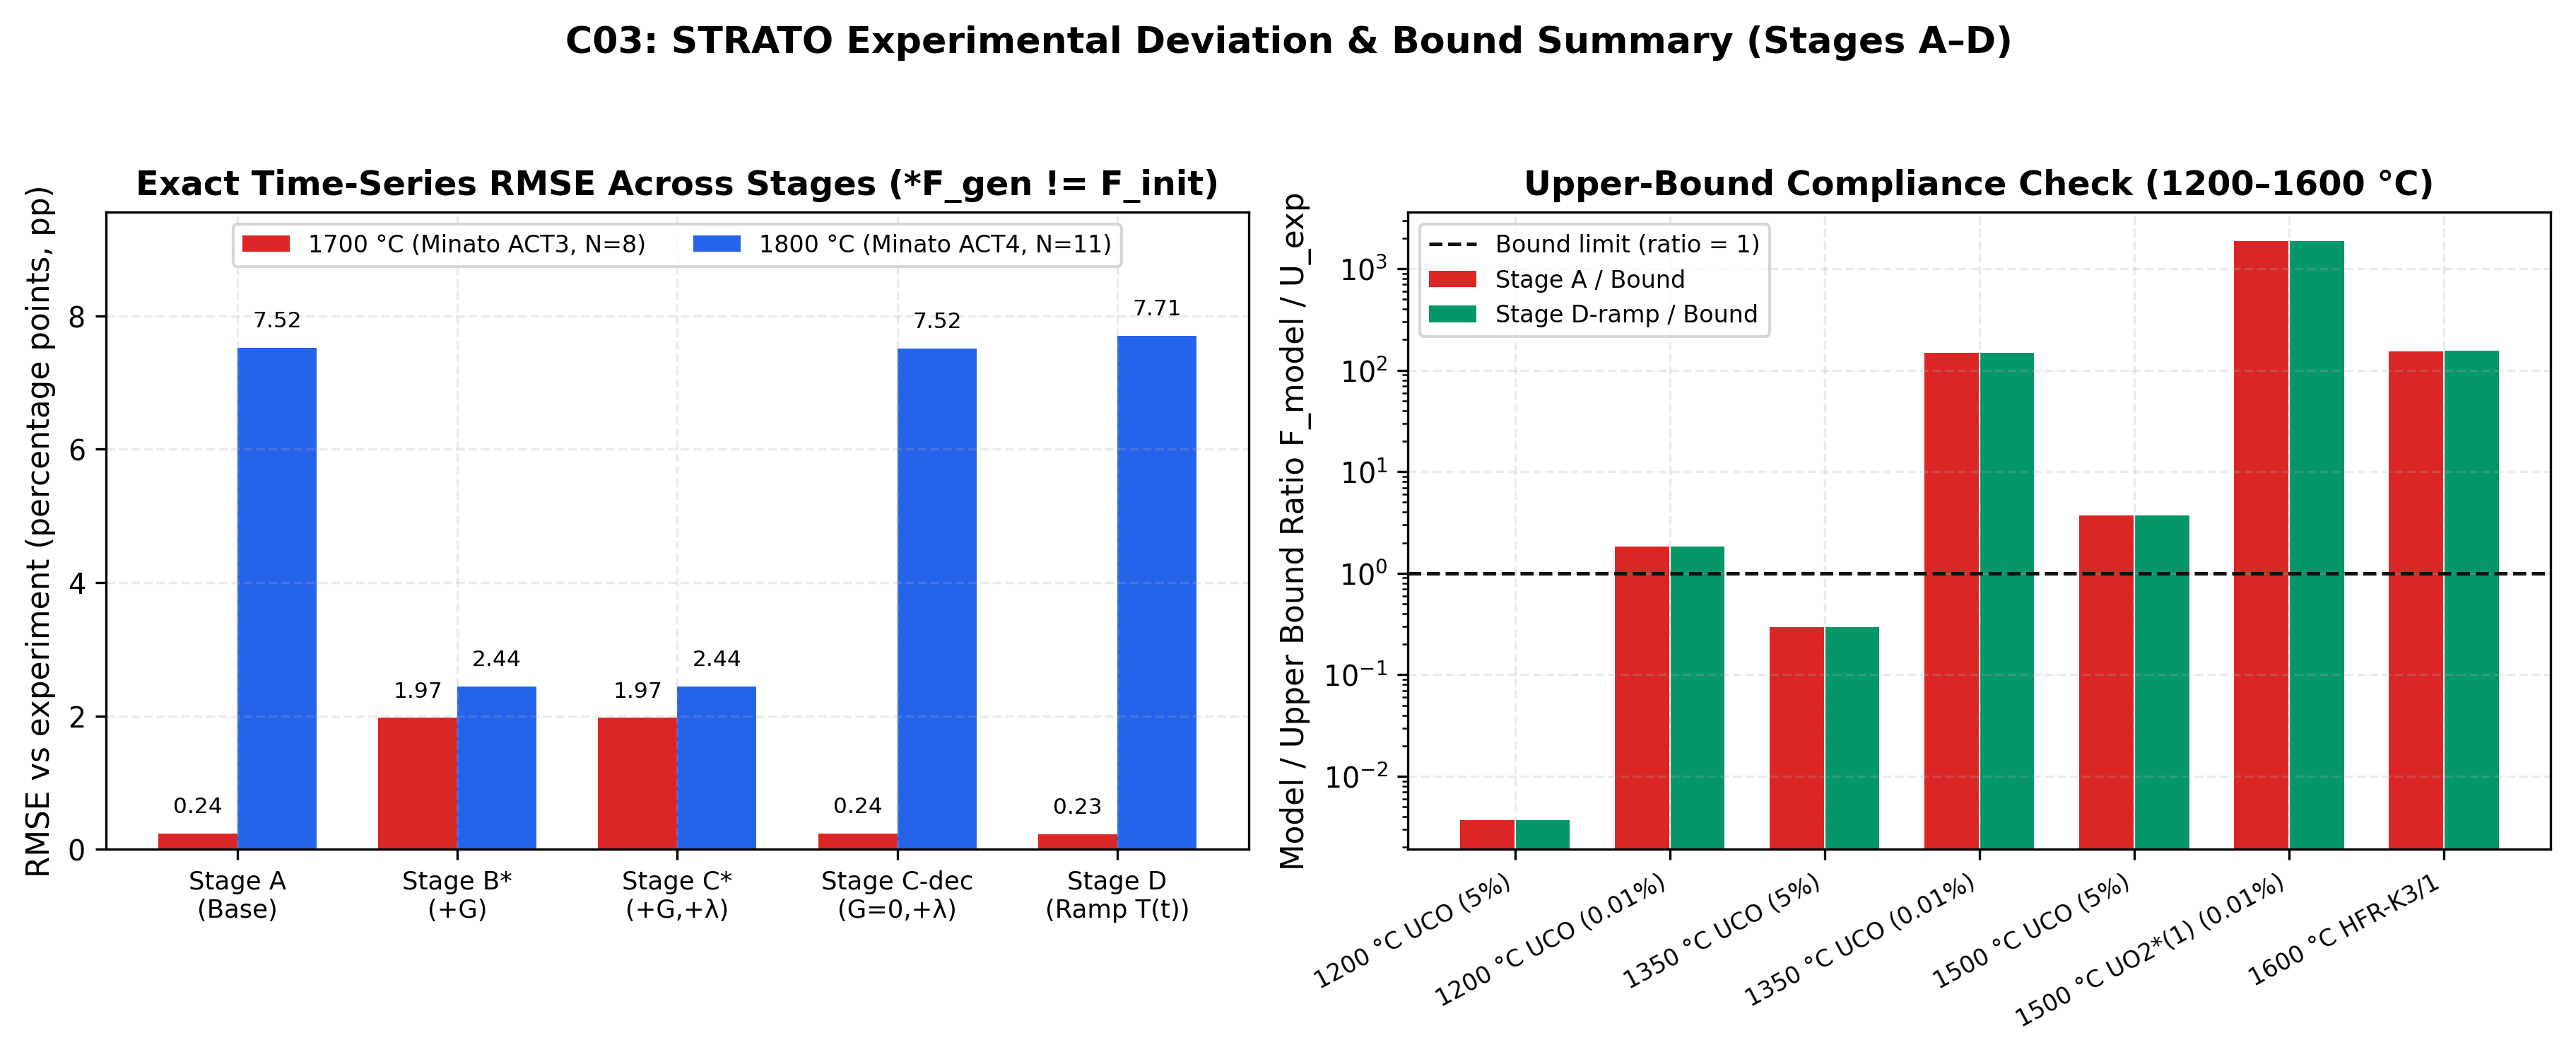 C03: STRATO Experimental Deviation & Bound Summary (Stages A–D)
Exact Time-Series RMSE Across Stages (*F_gen != F_init)
RMSE vs experiment (percentage points, pp)
1700 °C (Minato ACT3, N=8)
1800 °C (Minato ACT4, N=11)
8
6
4
2
0
0.24
7.52
1.97
2.44
1.97
2.44
0.24
7.52
0.23
7.71
Stage A
(Base)
Stage B*
(+G)
Stage C*
(+G,+λ)
Stage C-dec
(G=0,+λ)
Stage D
(Ramp T(t))
Upper-Bound Compliance Check (1200–1600 °C)
Model / Upper Bound Ratio F_model / U_exp
Bound limit (ratio = 1)
Stage A / Bound
Stage D-ramp / Bound
10³
10²
10¹
10⁰
10⁻¹
10⁻²
1200 °C UCO (5%)
1200 °C UCO (0.01%)
1350 °C UCO (5%)
1350 °C UCO (0.01%)
1500 °C UCO (5%)
1500 °C UO2*(1) (0.01%)
1600 °C HFR-K3/1